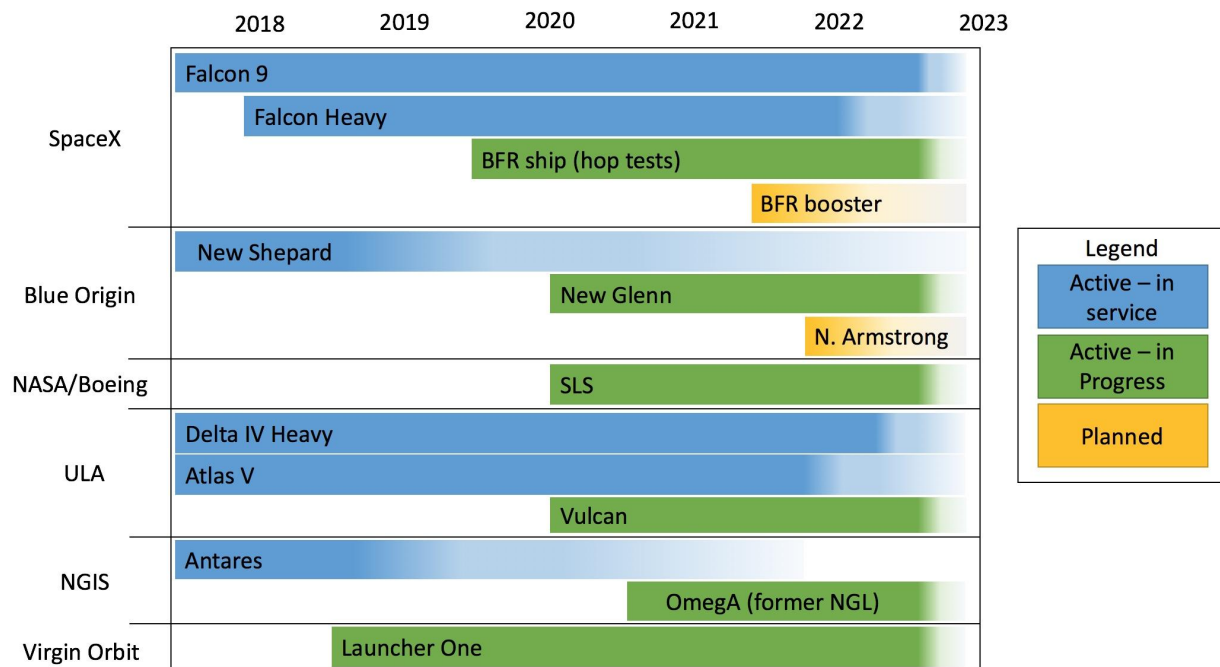 2018 2019 2020 2021 2022 2023
SpaceX
Falcon 9
Falcon Heavy
BFR ship (hop tests)
BFR booster
Blue Origin
New Shepard
New Glenn
N. Armstrong
NASA/Boeing
SLS
ULA
Delta IV Heavy
Atlas V
Vulcan
NGIS
Antares
OmegA (former NGL)
Virgin Orbit
Launcher One
Legend
Active – in
service
Active – in
Progress
Planned